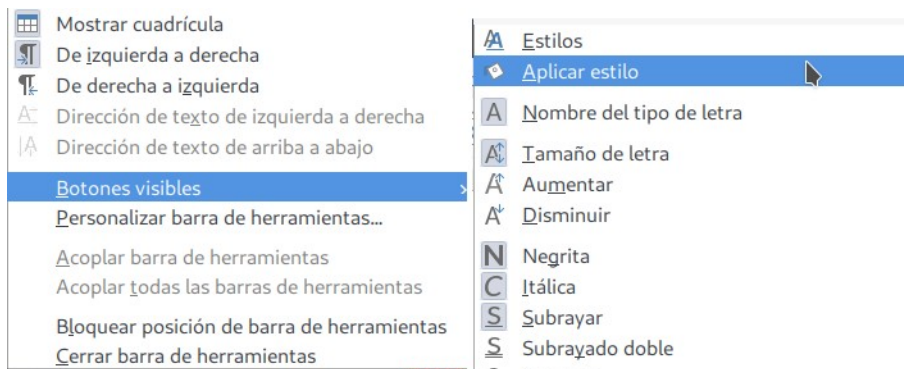 Mostrar cuadrícula
De izquierda a derecha
De derecha a izquierda
Dirección de texto de izquierda a derecha
Dirección de texto de arriba a abajo
Botones visibles
Personalizar barra de herramientas...
Acoplar barra de herramientas
Acoplar todas las barras de herramientas
Bloquear posición de barra de herramientas
Cerrar barra de herramientas
Estilos
Aplicar estilo
Nombre del tipo de letra
Tamaño de letra
Aumentar
Disminuir
Negrita
Itálica
Subrayar
Subrayado doble